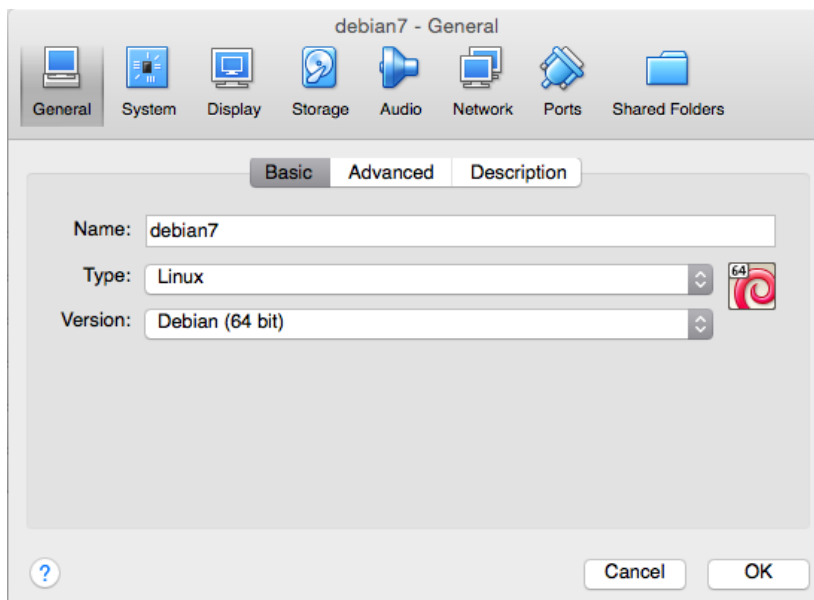 debian7 - General
General System Display Storage Audio Network Ports Shared Folders
Basic Advanced Description
Name: debian7
Type: Linux
64
Version: Debian (64 bit)
? Cancel OK